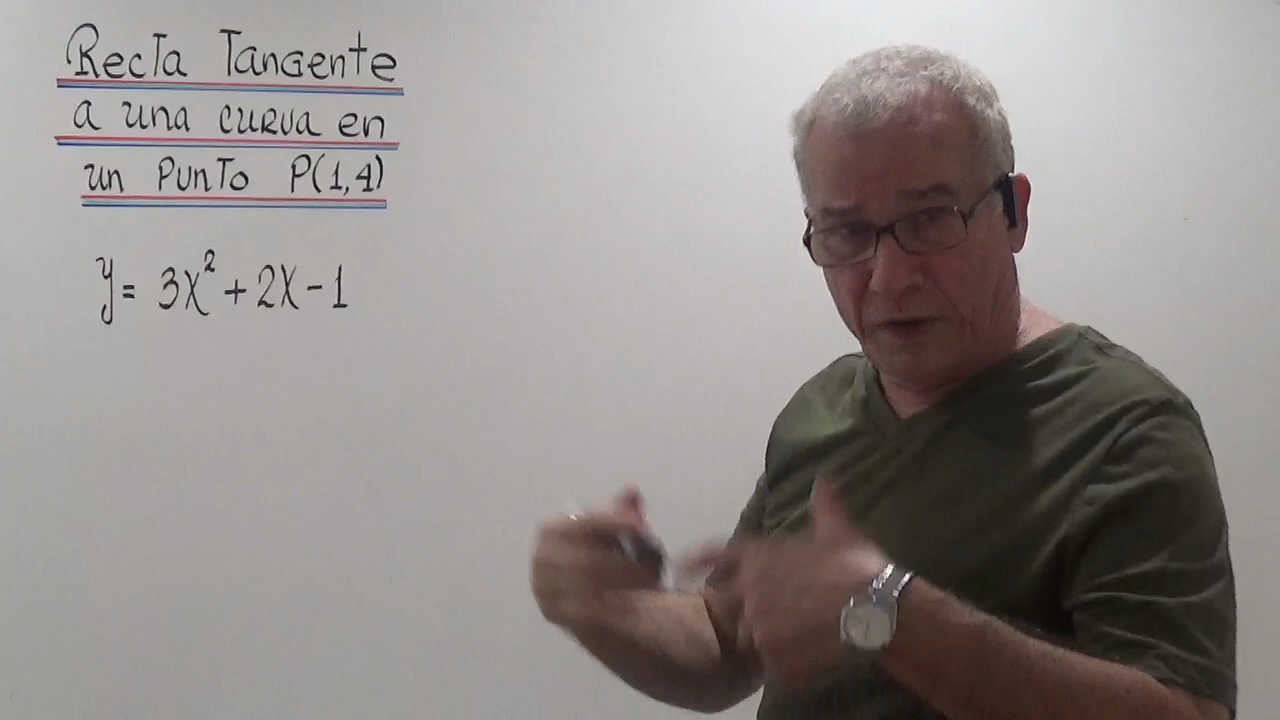 Recta Tangente
a una curva en
un Punto P(1,4)
y = 3x² + 2x - 1